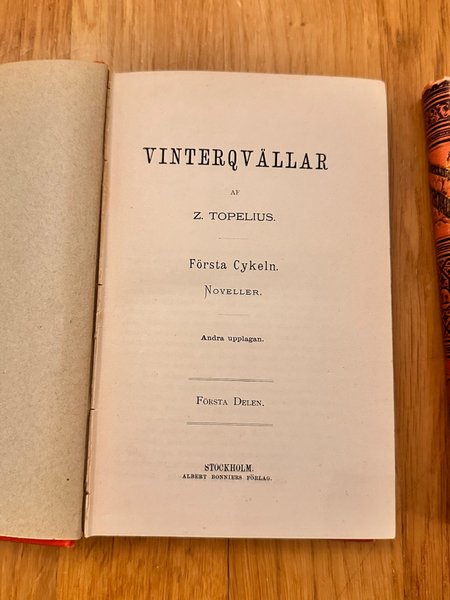 VINTERQVÄLLAR
AF
Z. TOPELIUS.
Första Cykeln.
NOVELLER.
Andra upplagan.
FÖRSTA DELEN.
STOCKHOLM.
ALBERT BONNIERS FÖRLAG.